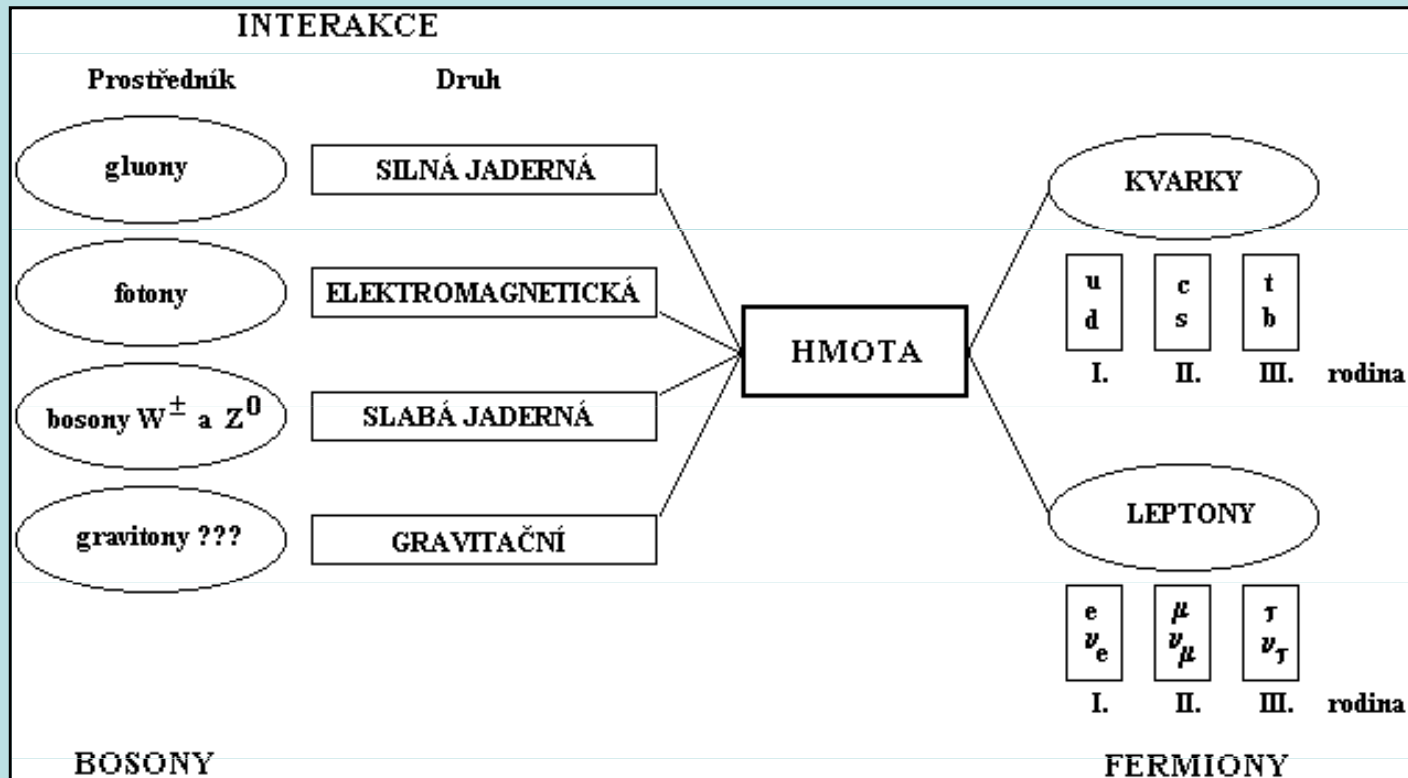 INTERAKCE
Prostředník Druh
gluony SILNÁ JADERNÁ
fotony ELEKTROMAGNETICKÁ
bosony W± a Z0 SLABÁ JADERNÁ
gravitony ??? GRAVITAČNÍ
HMOTA
KVARKY
u c t
d s b
I. II. III. rodina
LEPTONY
e μ τ
νe νμ ντ
I. II. III. rodina
BOSONY FERMIONY